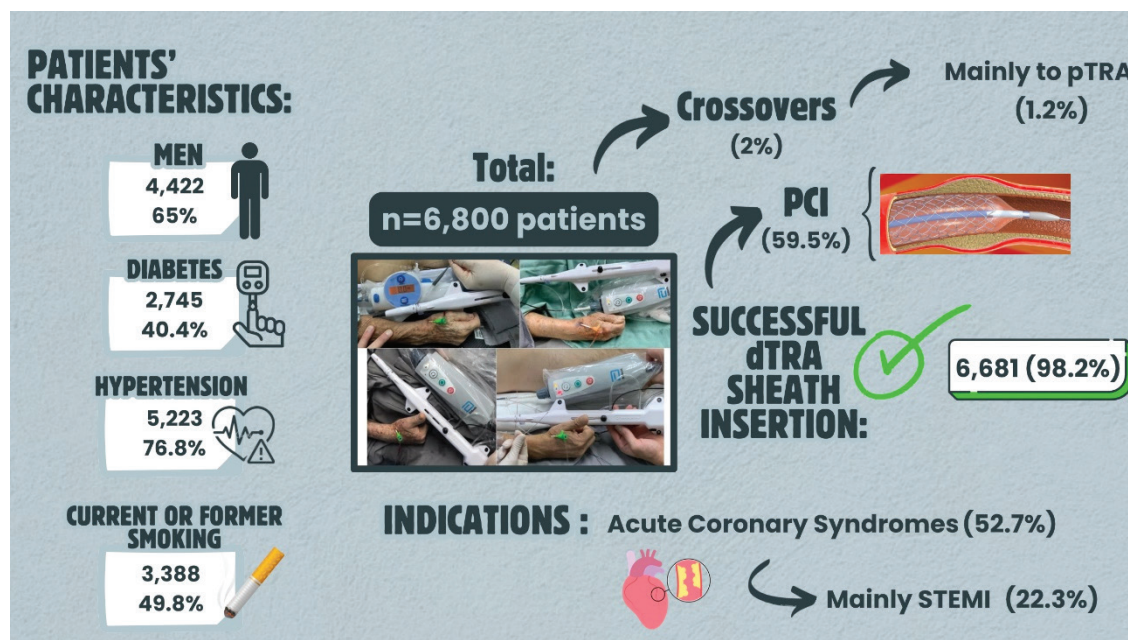 PATIENTS'
CHARACTERISTICS:
MEN
4,422
65%
DIABETES
2,745
40.4%
HYPERTENSION
5,223
76.8%
CURRENT OR FORMER
SMOKING
3,388
49.8%
Total:
n=6,800 patients
Crossovers
(2%)
Mainly to pTRA
(1.2%)
PCI
(59.5%)
SUCCESSFUL
dTRA
SHEATH
INSERTION:
6,681 (98.2%)
INDICATIONS :
Acute Coronary Syndromes (52.7%)
Mainly STEMI (22.3%)